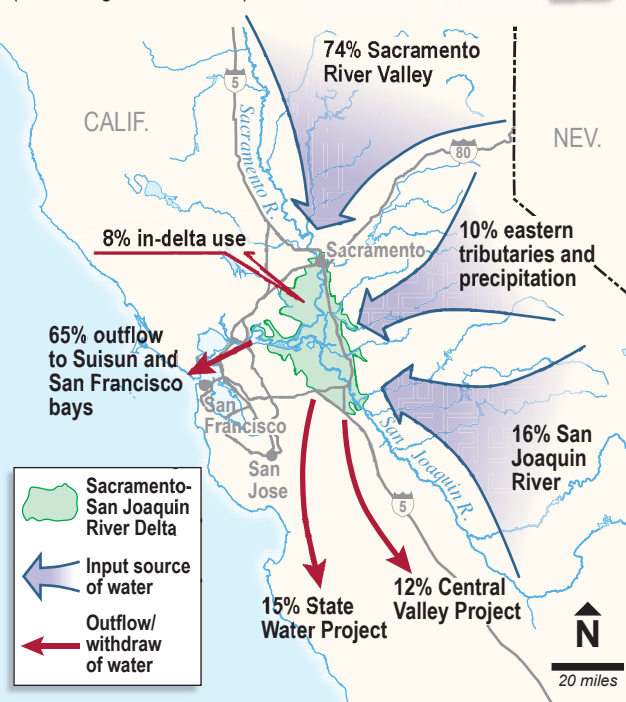 74% Sacramento
River Valley
5
CALIF.
Sacramento R.
80
NEV.
8% in-delta use
Sacramento
10% eastern
tributaries and
precipitation
65% outflow
to Suisun and
San Francisco
bays
San
Francisco
San
Jose
San Joaquin R.
16% San
Joaquin
River
5
Sacramento-
San Joaquin
River Delta
Input source
of water
Outflow/
withdraw
of water
15% State
Water Project
12% Central
Valley Project
N
20 miles